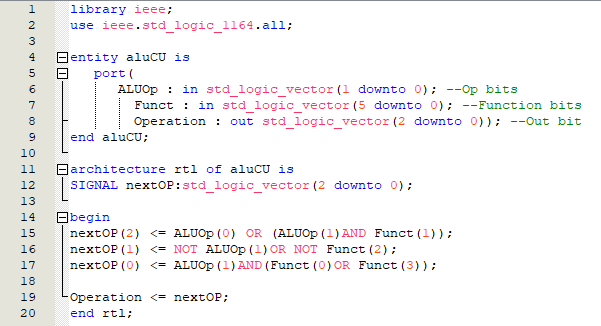 1 library ieee;
2 use ieee.std_logic_1164.all;
3
4 entity aluCU is
5 port(
6 ALUOp : in std_logic_vector(1 downto 0); --Op bits
7 Funct : in std_logic_vector(5 downto 0); --Function bits
8 Operation : out std_logic_vector(2 downto 0)); --Out bit
9 end aluCU;
10
11 architecture rtl of aluCU is
12 SIGNAL nextOP:std_logic_vector(2 downto 0);
13
14 begin
15 nextOP(2) <= ALUOp(0) OR (ALUOp(1)AND Funct(1));
16 nextOP(1) <= NOT ALUOp(1)OR NOT Funct(2);
17 nextOP(0) <= ALUOp(1)AND(Funct(0)OR Funct(3));
18
19 Operation <= nextOP;
20 end rtl;